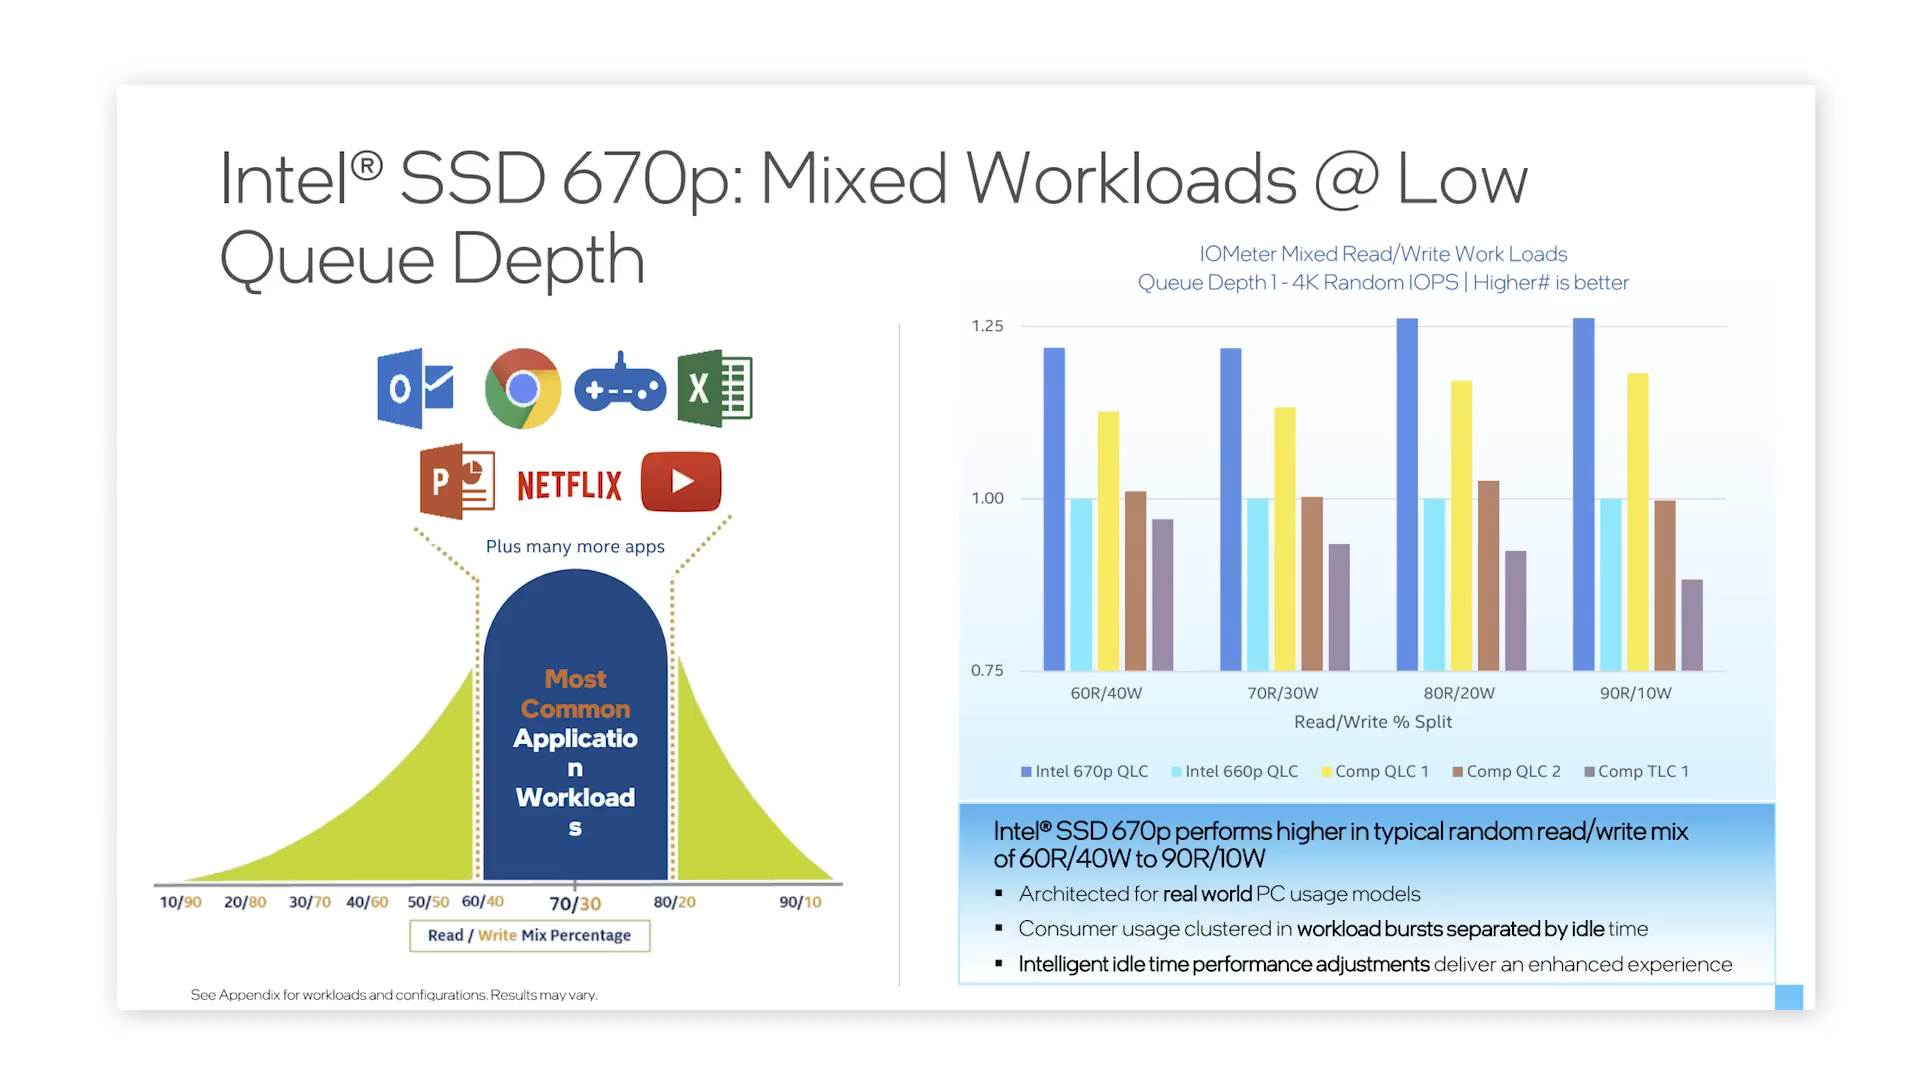 Intel® SSD 670p: Mixed Workloads @ Low
Queue Depth
O
X
P
NETFLIX
Plus many more apps
Most
Common
Applicatio
n
Workload
s
10/90 20/80 30/70 40/60 50/50 60/40 70/30 80/20 90/10
Read / Write Mix Percentage
See Appendix for workloads and configurations. Results may vary.
IOMeter Mixed Read/Write Work Loads
Queue Depth 1 - 4K Random IOPS | Higher# is better
1.25
1.00
0.75
60R/40W 70R/30W 80R/20W 90R/10W
Read/Write % Split
Intel 670p QLC Intel 660p QLC Comp QLC 1 Comp QLC 2 Comp TLC 1
Intel® SSD 670p performs higher in typical random read/write mix
of 60R/40W to 90R/10W
▪ Architected for real world PC usage models
▪ Consumer usage clustered in workload bursts separated by idle time
▪ Intelligent idle time performance adjustments deliver an enhanced experience